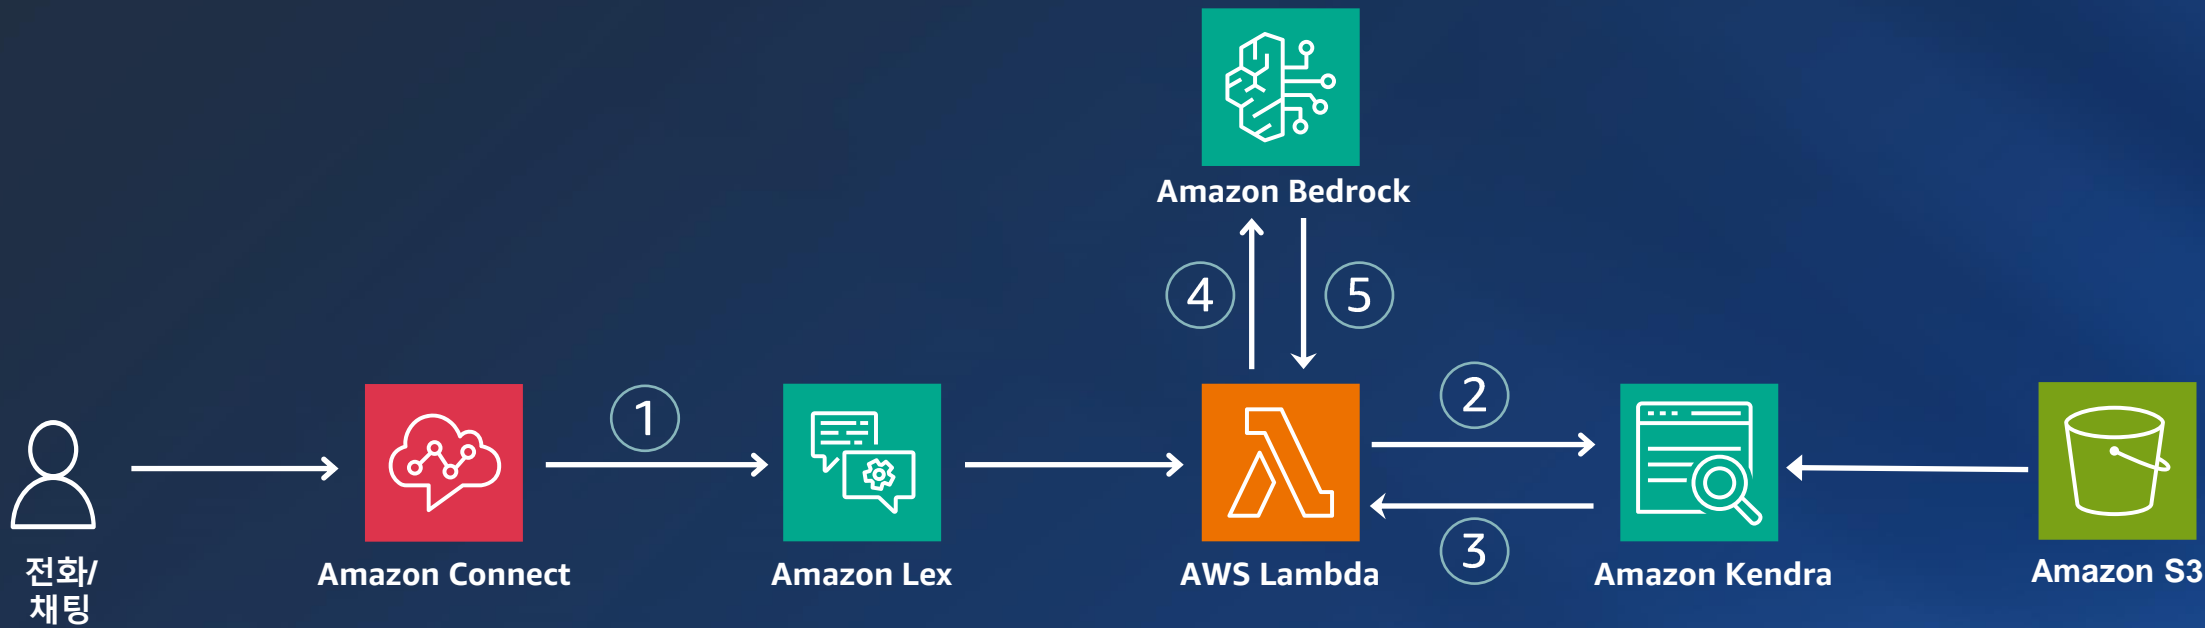 Amazon Bedrock
④ ⑤
① ②
③
전화/
채팅
Amazon Connect
Amazon Lex
AWS Lambda
Amazon Kendra
Amazon S3